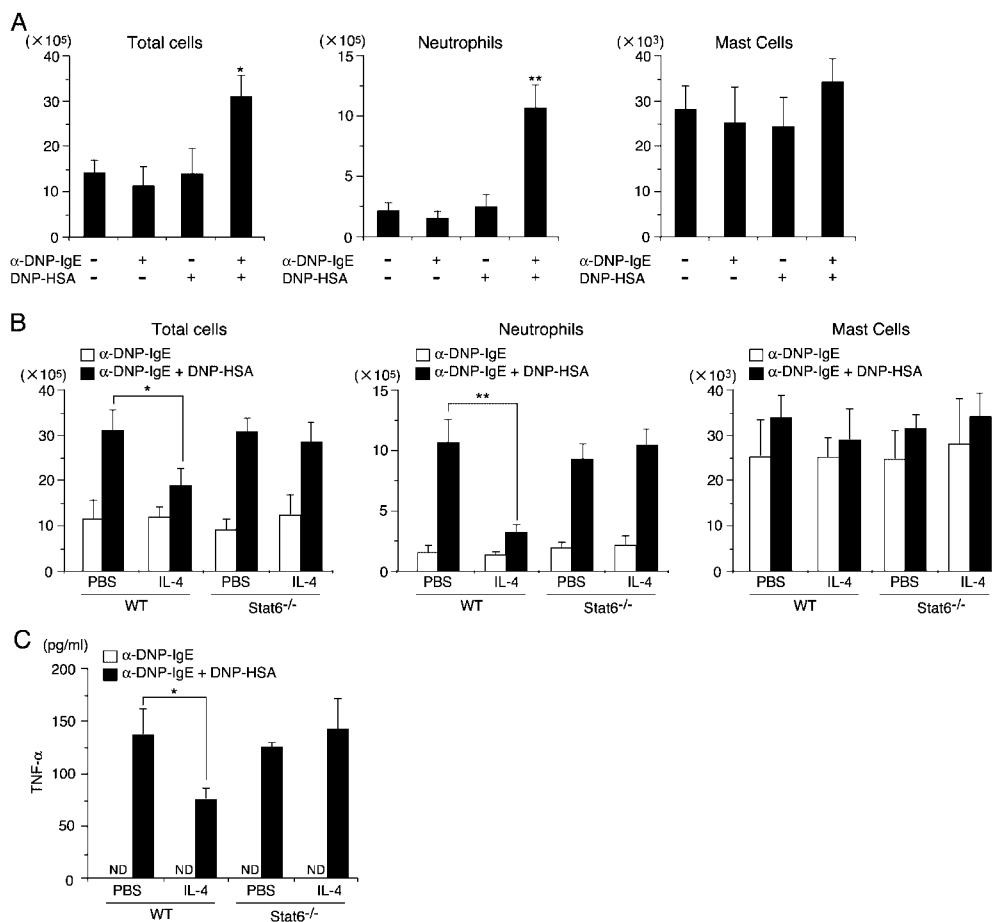 A
Total cells
Neutrophils
Mast Cells
(×10⁵)
(×10⁵)
(×10³)
40
30
20
10
0
15
10
5
0
40
30
20
10
0
*
**
α-DNP-IgE - + - +
DNP-HSA - - + +
α-DNP-IgE - + - +
DNP-HSA - - + +
α-DNP-IgE - + - +
DNP-HSA - - + +
B
Total cells
α-DNP-IgE
α-DNP-IgE + DNP-HSA
(×10⁵)
40
30
20
10
0
*
PBS IL-4 PBS IL-4
WT Stat6-/-
Neutrophils
α-DNP-IgE
α-DNP-IgE + DNP-HSA
(×10⁵)
15
10
5
0
**
PBS IL-4 PBS IL-4
WT Stat6-/-
Mast Cells
α-DNP-IgE
α-DNP-IgE + DNP-HSA
(×10³)
40
30
20
10
0
PBS IL-4 PBS IL-4
WT Stat6-/-
C
(pg/ml)
α-DNP-IgE
α-DNP-IgE + DNP-HSA
200
150
100
50
0
TNF-α
*
ND ND ND ND
PBS IL-4 PBS IL-4
WT Stat6-/-